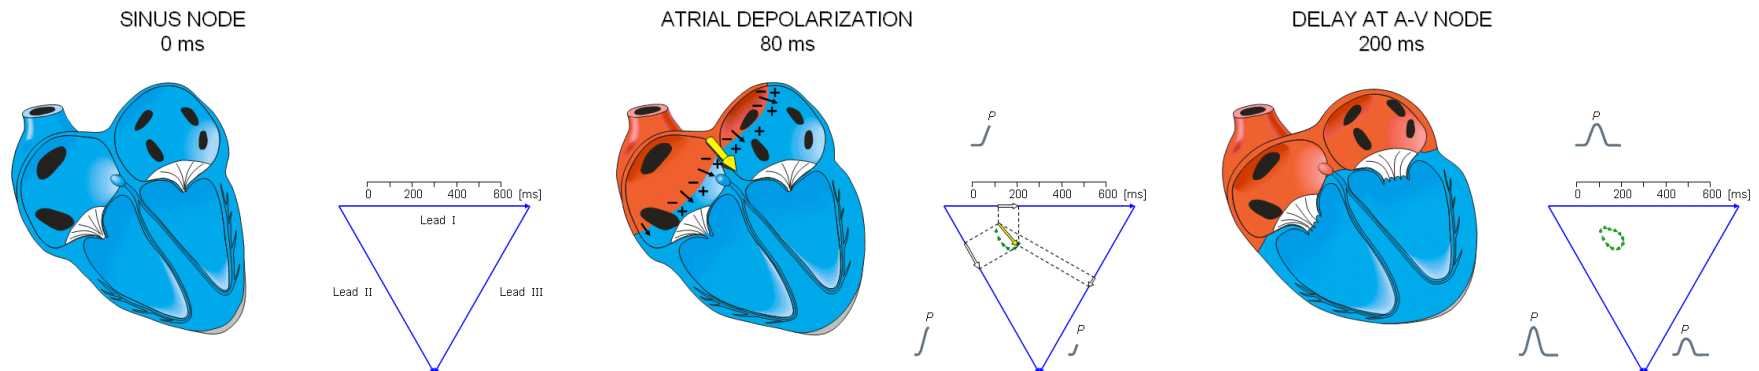 SINUS NODE
0 ms
0 200 400 600 [ms]
Lead I
Lead II
Lead III
ATRIAL DEPOLARIZATION
80 ms
P
0 200 400 600 [ms]
P
P
DELAY AT A-V NODE
200 ms
P
0 200 400 600 [ms]
P
P